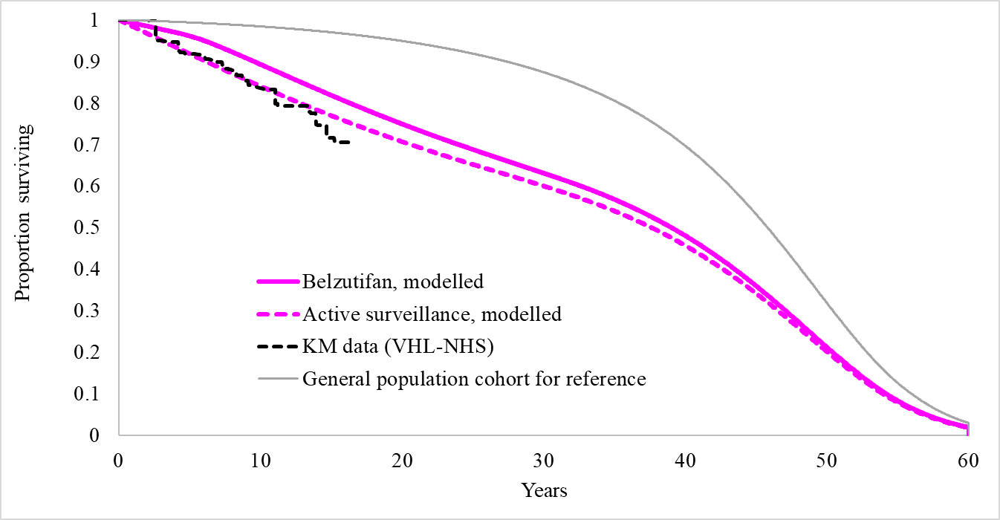 1
0.9
0.8
0.7
0.6
0.5
0.4
0.3
0.2
0.1
0
Proportion surviving
Belzutifan, modelled
Active surveillance, modelled
KM data (VHL-NHS)
General population cohort for reference
0 10 20 30 40 50 60
Years